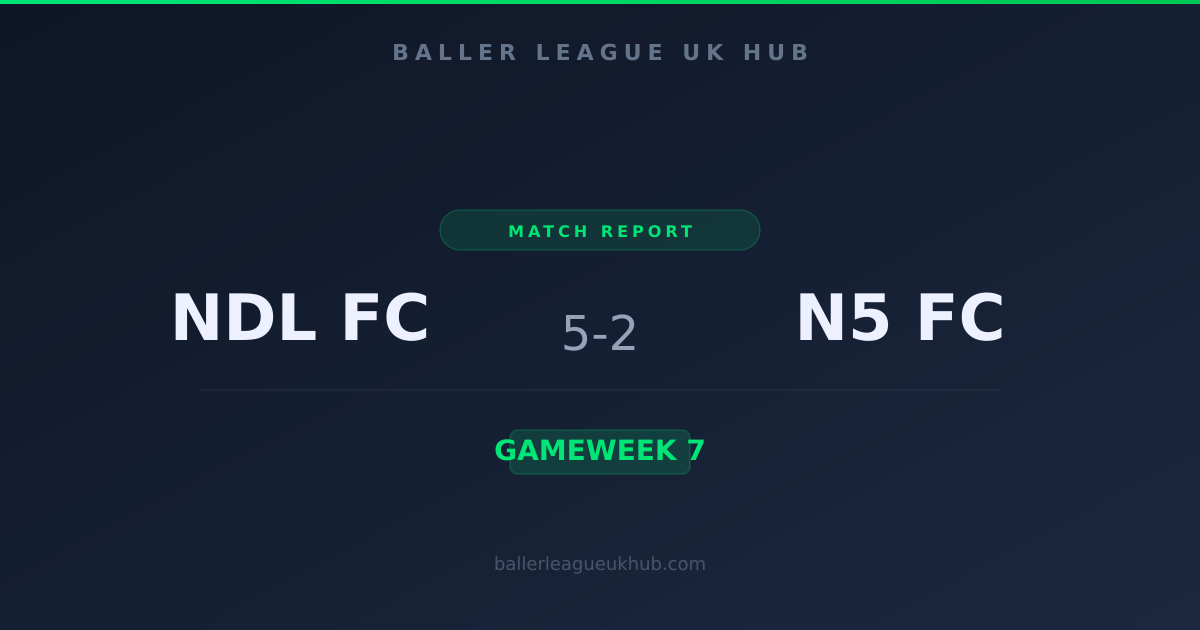 BALLER LEAGUE UK HUB
MATCH REPORT
NDL FC 5-2 N5 FC
GAMEWEEK 7
ballerleagueukhub.com